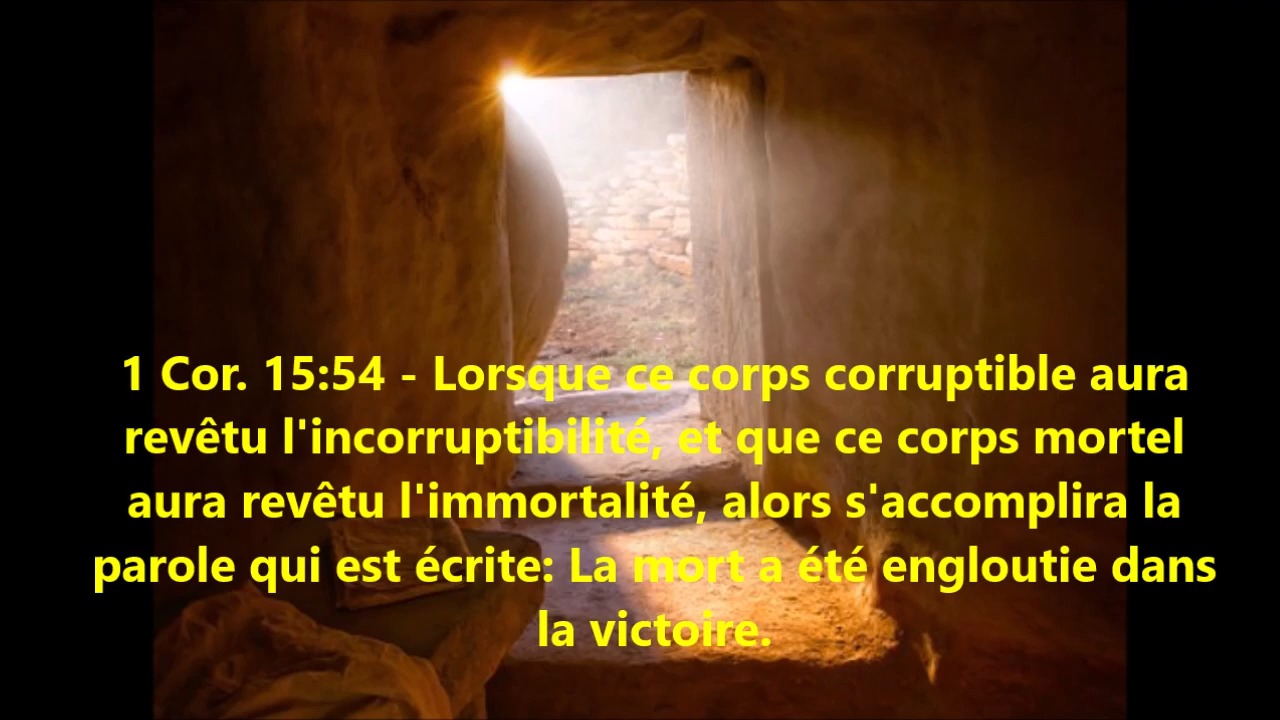 1 Cor. 15:54 - Lorsque ce corps corruptible aura
revêtu l'incorruptibilité, et que ce corps mortel
aura revêtu l'immortalité, alors s'accomplira la
parole qui est écrite: La mort a été engloutie dans
la victoire.